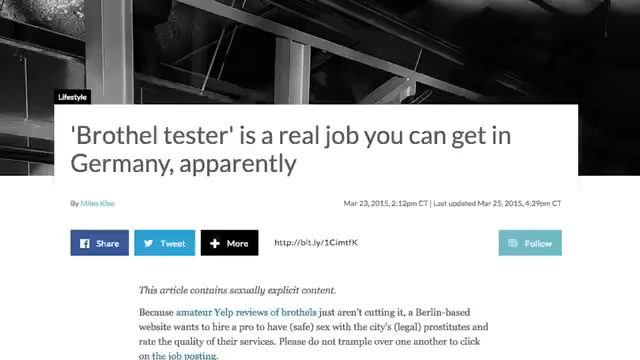 Lifestyle
'Brothel tester' is a real job you can get in
Germany, apparently
By Miles Klee
Mar 23, 2015, 2:12pm CT | Last updated Mar 25, 2015, 4:29pm CT
Share Tweet More http://bit.ly/1CimtfK Follow
This article contains sexually explicit content.
Because amateur Yelp reviews of brothels just aren't cutting it, a Berlin-based
website wants to hire a pro to have (safe) sex with the city's (legal) prostitutes and
rate the quality of their services. Please do not trample over one another to click
on the job posting.